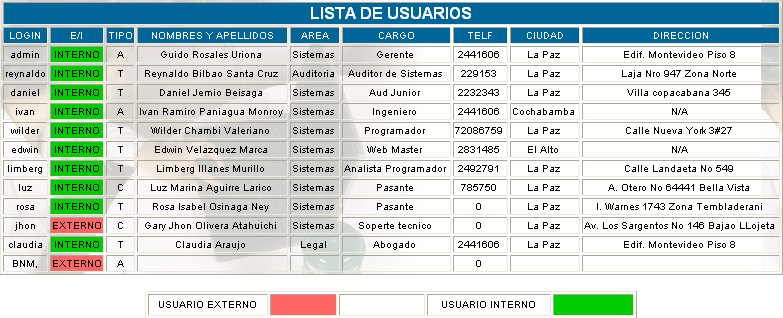 LISTA DE USUARIOS
LOGIN E/I TIPO NOMBRES Y APELLIDOS AREA CARGO TELF CIUDAD DIRECCION
admin INTERNO A Guido Rosales Uriona Sistemas Gerente 2441606 La Paz Edif. Montevideo Piso 8
reynaldo INTERNO T Reynaldo Bilbao Santa Cruz Auditoria Auditor de Sistemas 229153 La Paz Laja Nro 947 Zona Norte
daniel INTERNO T Daniel Jemio Beisaga Sistemas Aud Junior 2232343 La Paz Villa copacabana 345
ivan INTERNO A Ivan Ramiro Paniagua Monroy Sistemas Ingeniero 2441606 Cochabamba N/A
wilder INTERNO T Wilder Chambi Valeriano Sistemas Programador 72086759 La Paz Calle Nueva York 3#27
edwin INTERNO T Edwin Velazquez Marca Sistemas Web Master 2831485 El Alto N/A
limberg INTERNO T Limberg Illanes Murillo Sistemas Analista Programador 2492791 La Paz Calle Landaeta No 549
luz INTERNO C Luz Marina Aguirre Larico Sistemas Pasante 785750 La Paz A. Otero No 64441 Bella Vista
rosa INTERNO T Rosa Isabel Osinaga Ney Sistemas Pasante 0 La Paz I. Warnes 1743 Zona Tembladerani
jhon EXTERNO C Gary Jhon Olivera Atahuichi Sistemas Soperte tecnico 0 La Paz Av. Los Sargentos No 146 Bajao LLojeta
claudia INTERNO T Claudia Araujo Legal Abogado 2441606 La Paz Edif. Montevideo Piso 8
BNM, EXTERNO A 0
USUARIO EXTERNO USUARIO INTERNO